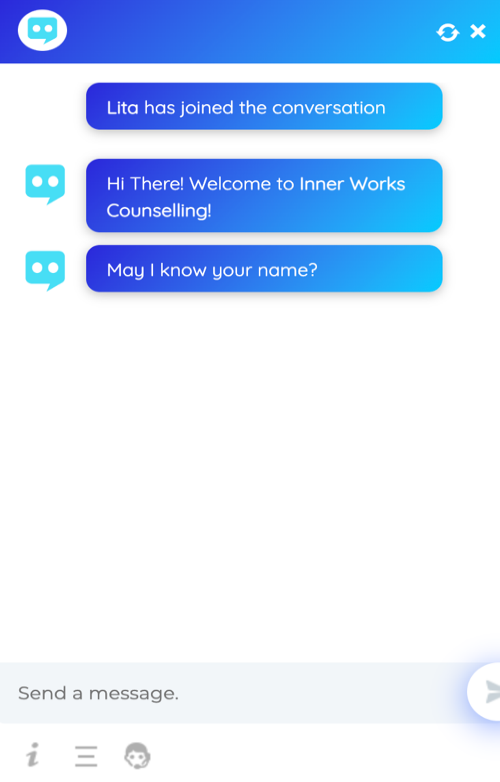 Lita has joined the conversation
Hi There! Welcome to Inner Works
Counselling!
May I know your name?
Send a message.
i